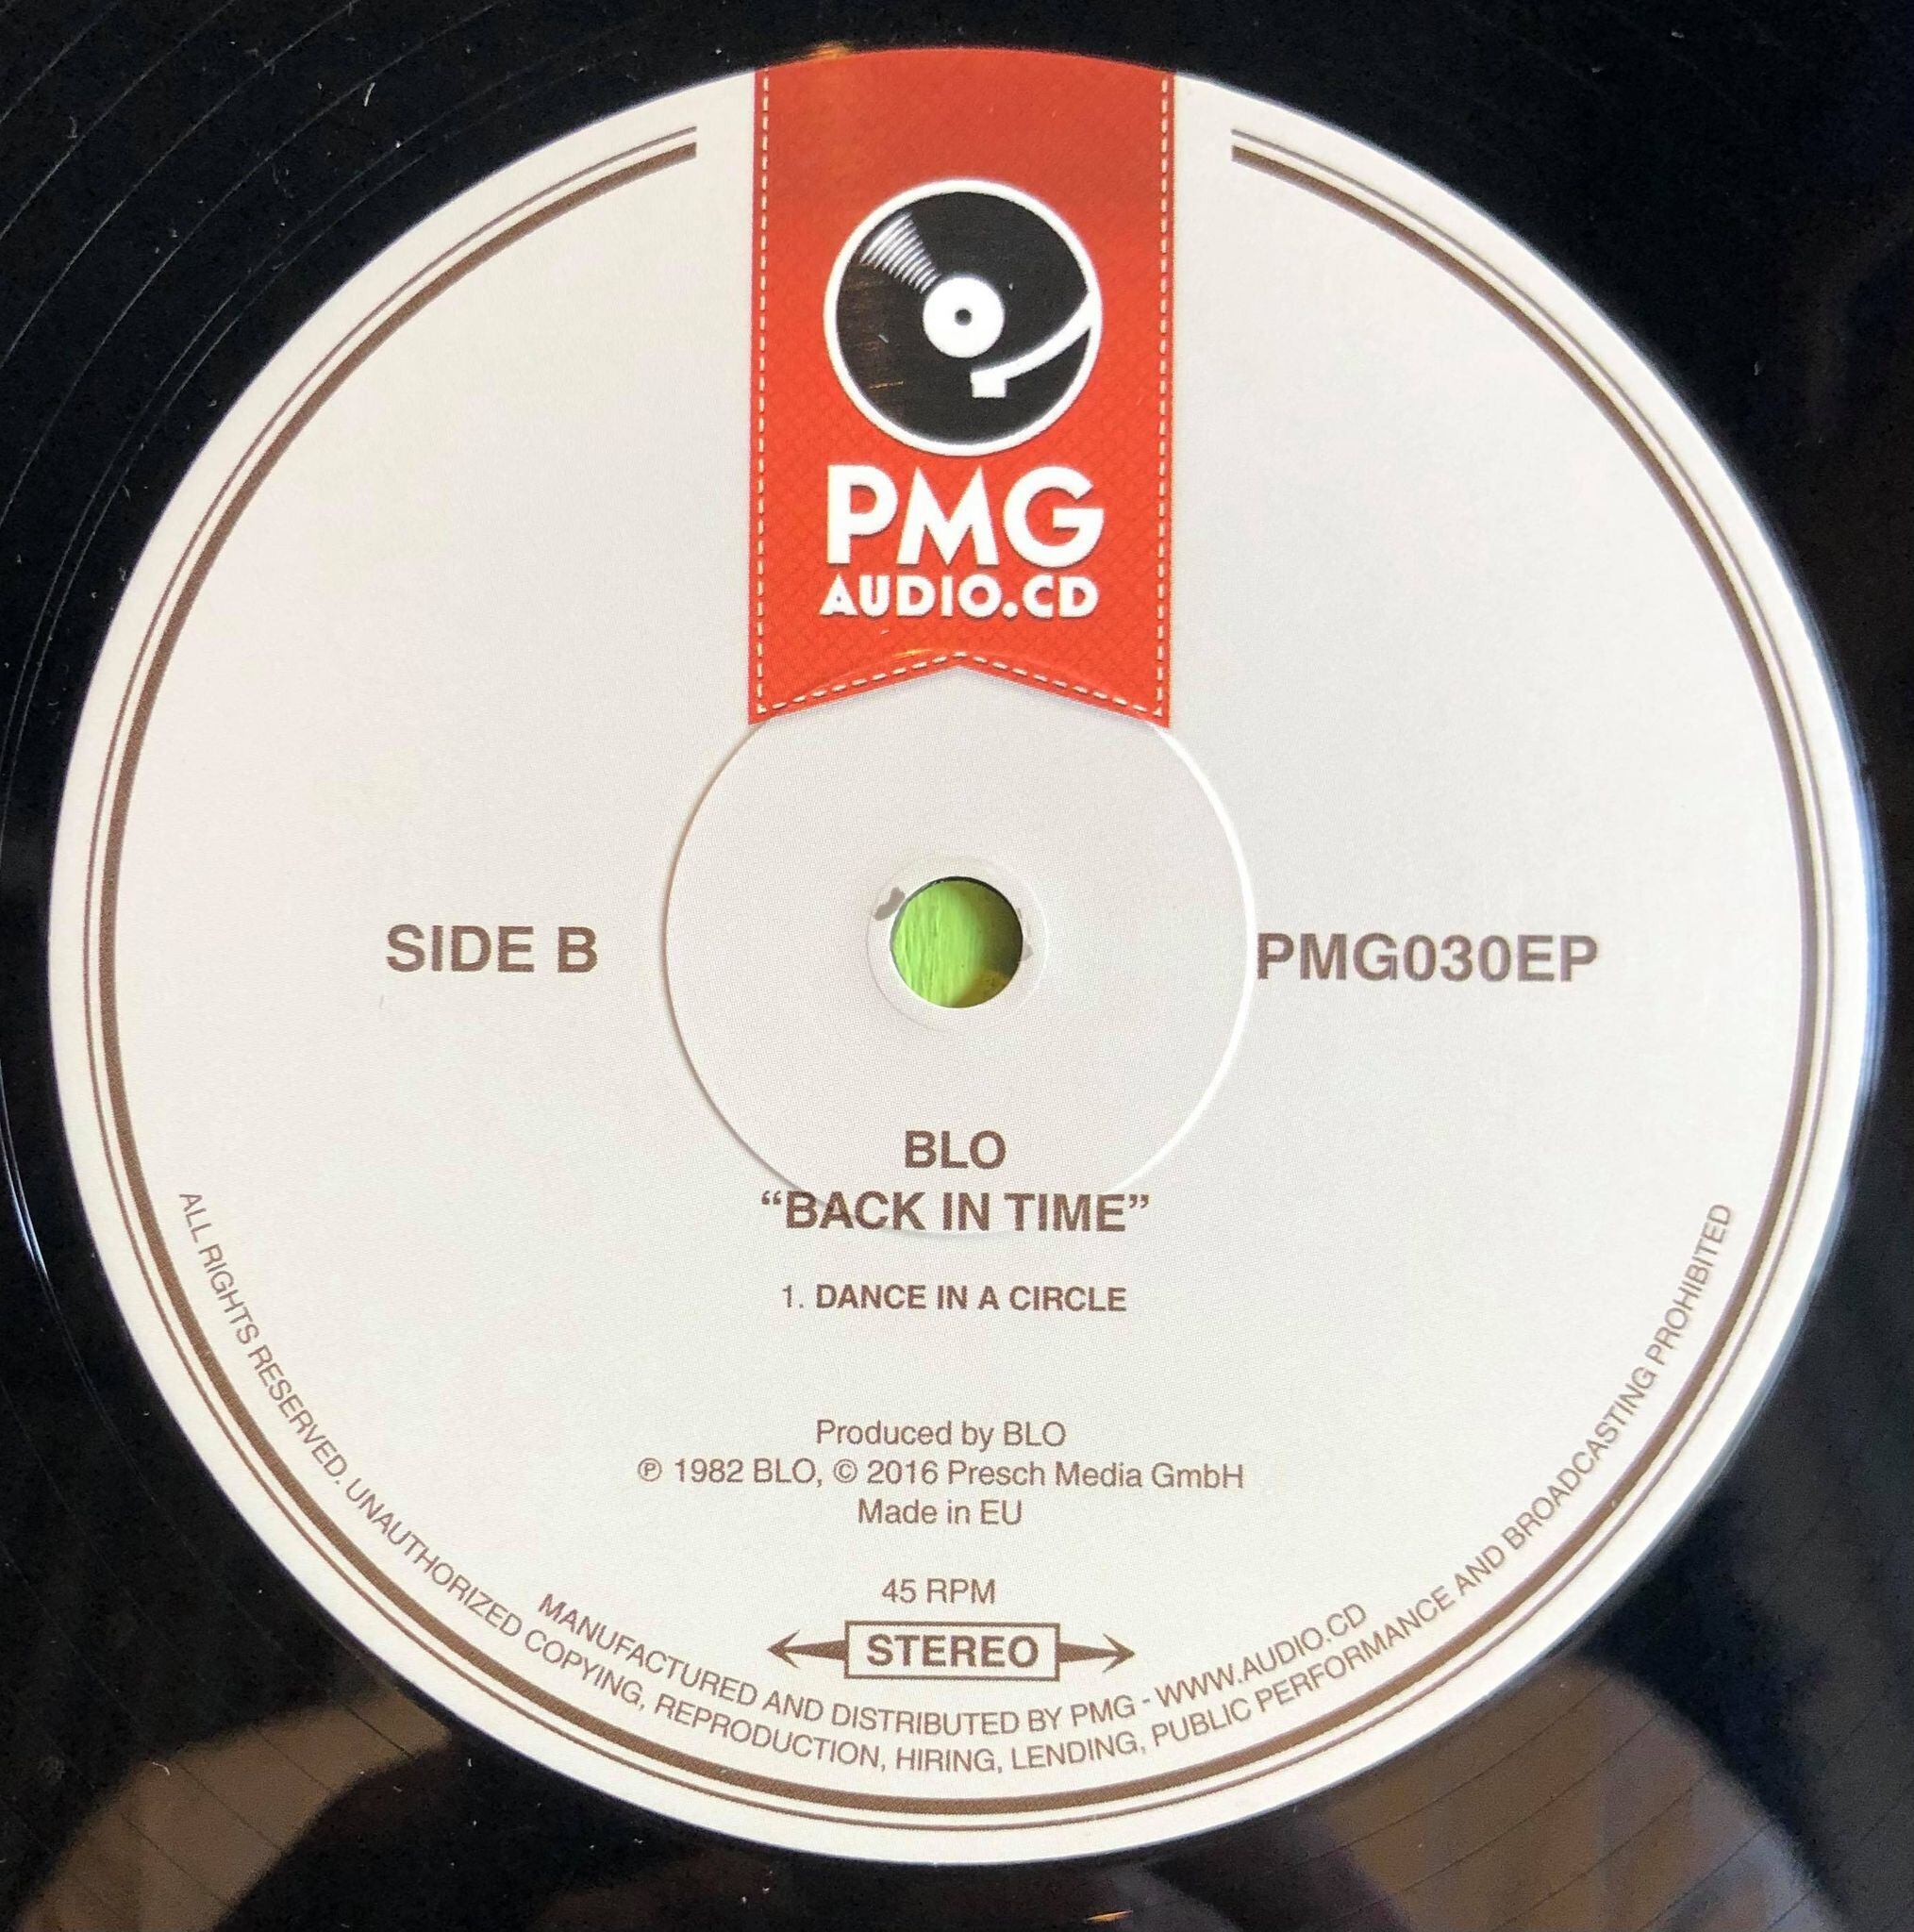 PMG
AUDIO.CD
SIDE B
PMG030EP
BLO
“BACK IN TIME”
1. DANCE IN A CIRCLE
Produced by BLO
℗ 1982 BLO, © 2016 Presch Media GmbH
Made in EU
45 RPM
STEREO
MANUFACTURED AND DISTRIBUTED BY PMG - WWW.AUDIO.CD
ALL RIGHTS RESERVED. UNAUTHORIZED COPYING, REPRODUCTION, HIRING, LENDING, PUBLIC PERFORMANCE AND BROADCASTING PROHIBITED